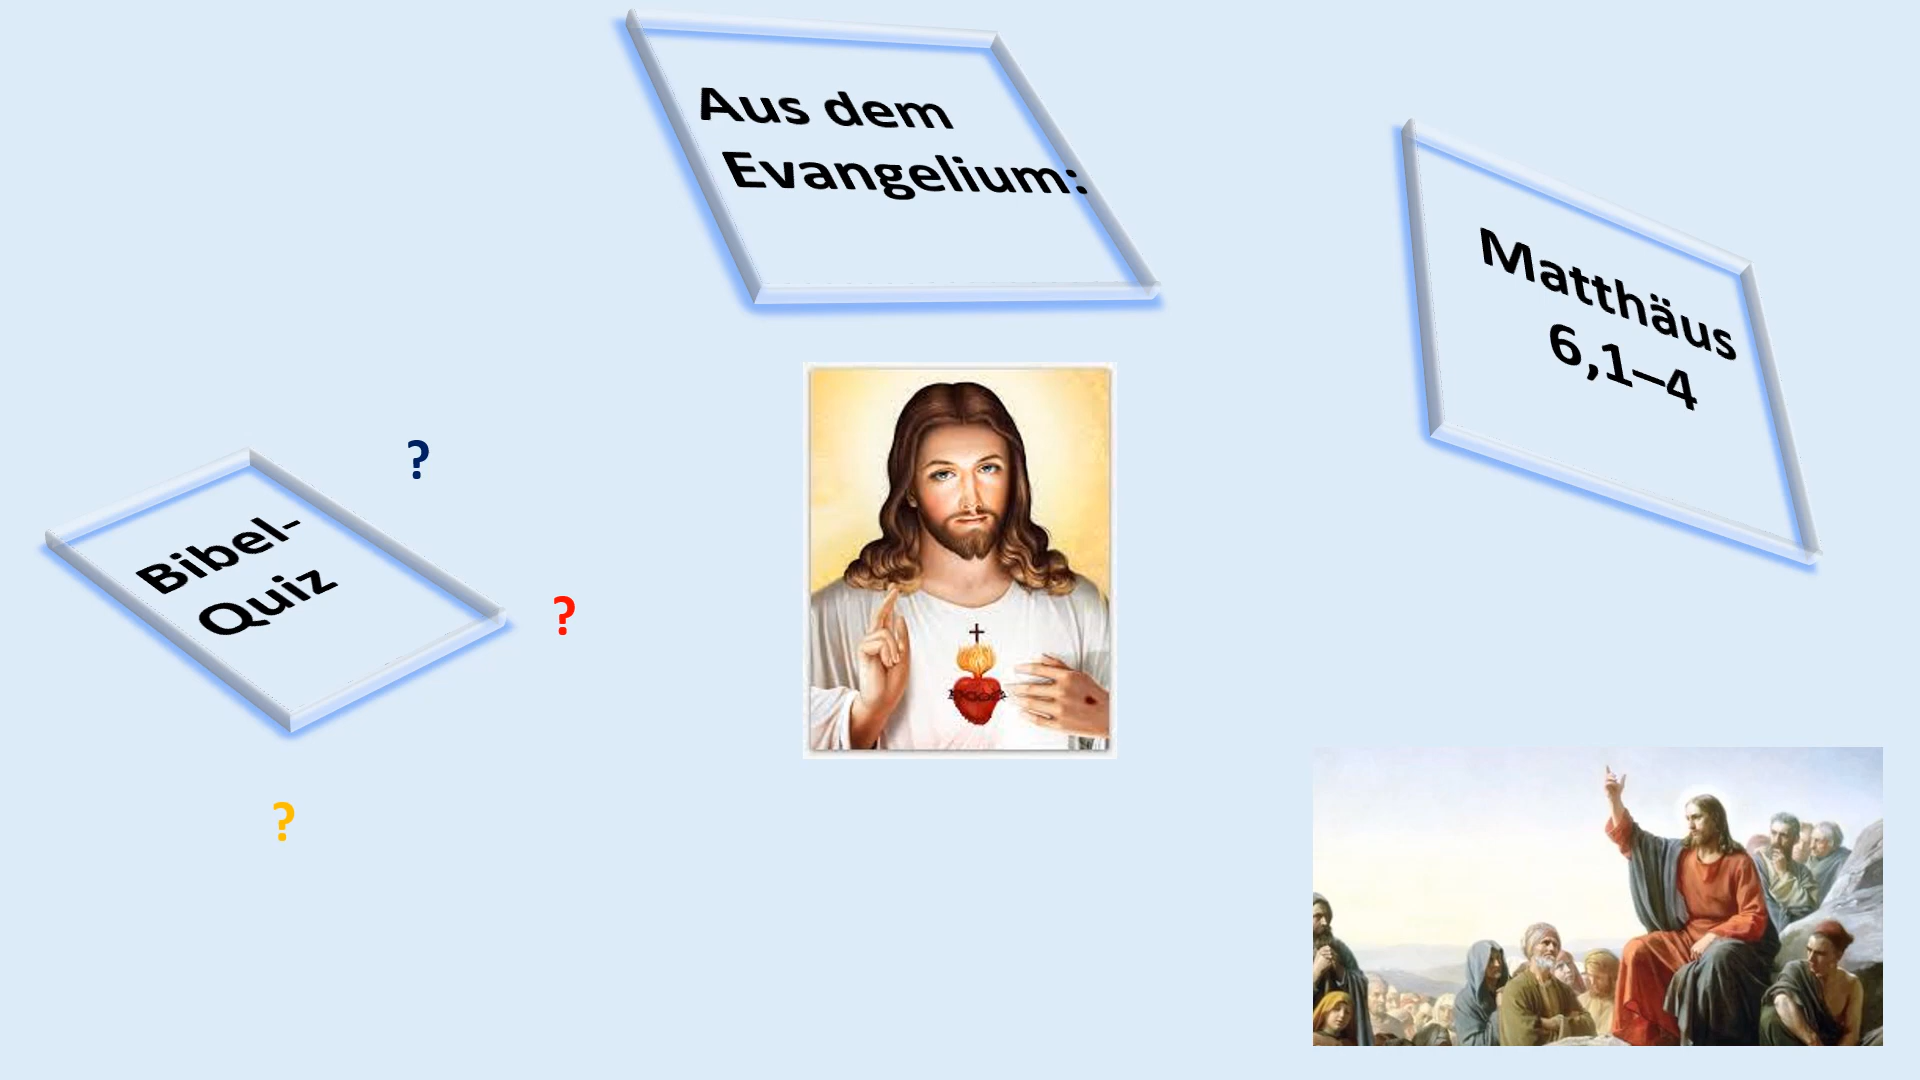 Aus dem
Evangelium:
Matthäus
6,1–4
?
Bibel-
Quiz
?
?